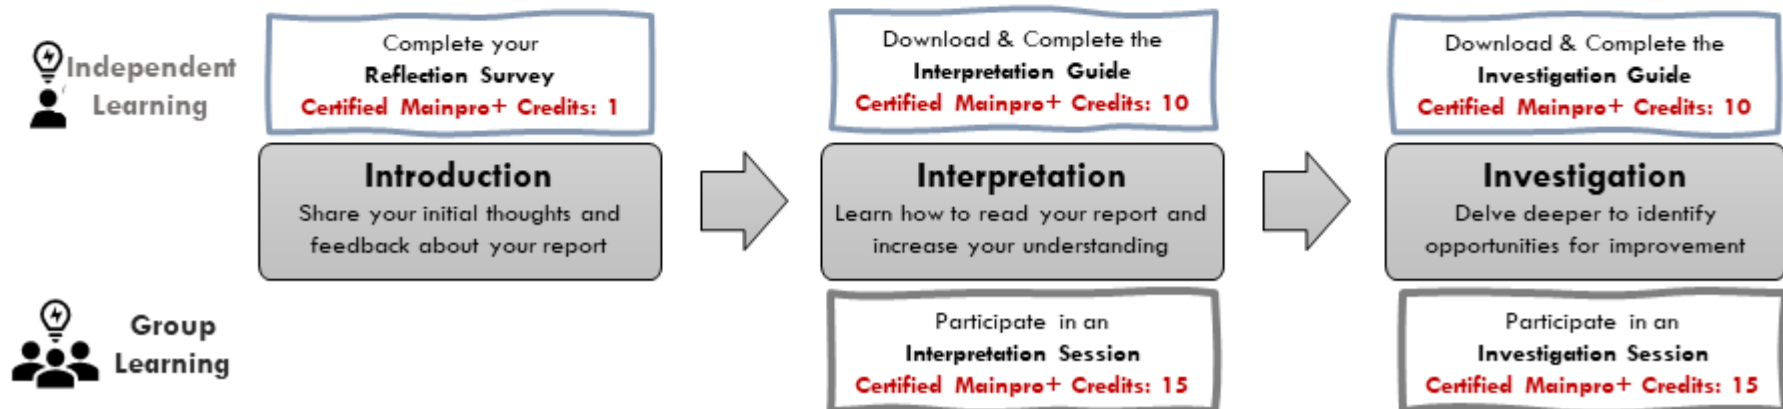 Independent
Learning
Complete your
Reflection Survey
Certified Mainpro+ Credits: 1
Download & Complete the
Interpretation Guide
Certified Mainpro+ Credits: 10
Download & Complete the
Investigation Guide
Certified Mainpro+ Credits: 10
Introduction
Share your initial thoughts and
feedback about your report
Interpretation
Learn how to read your report and
increase your understanding
Investigation
Delve deeper to identify
opportunities for improvement
Group
Learning
Participate in an
Interpretation Session
Certified Mainpro+ Credits: 15
Participate in an
Investigation Session
Certified Mainpro+ Credits: 15